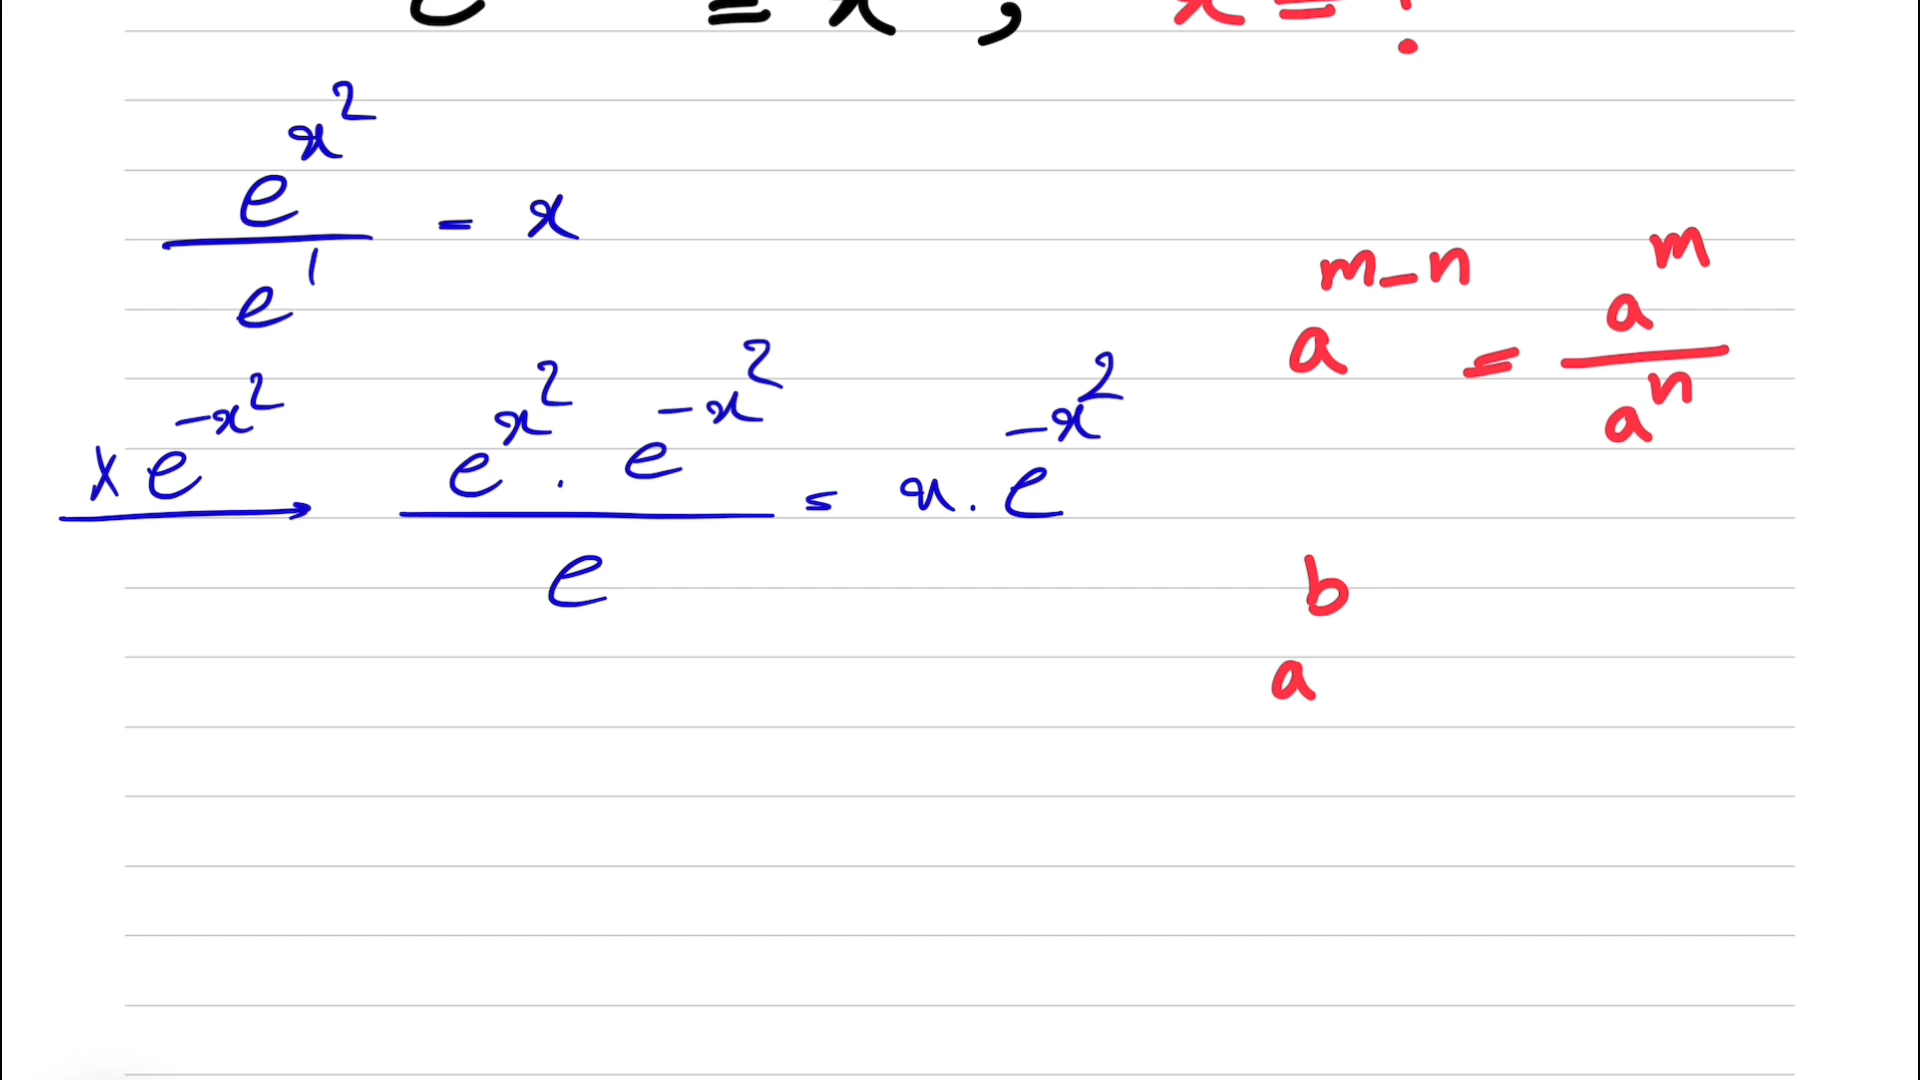 e = x , x = ?
e^{x^2} / e^1 = x
a^{m-n} = a^m / a^n
× e^{-x^2} → e^{x^2} . e^{-x^2} / e = x . e^{-x^2}
a^b